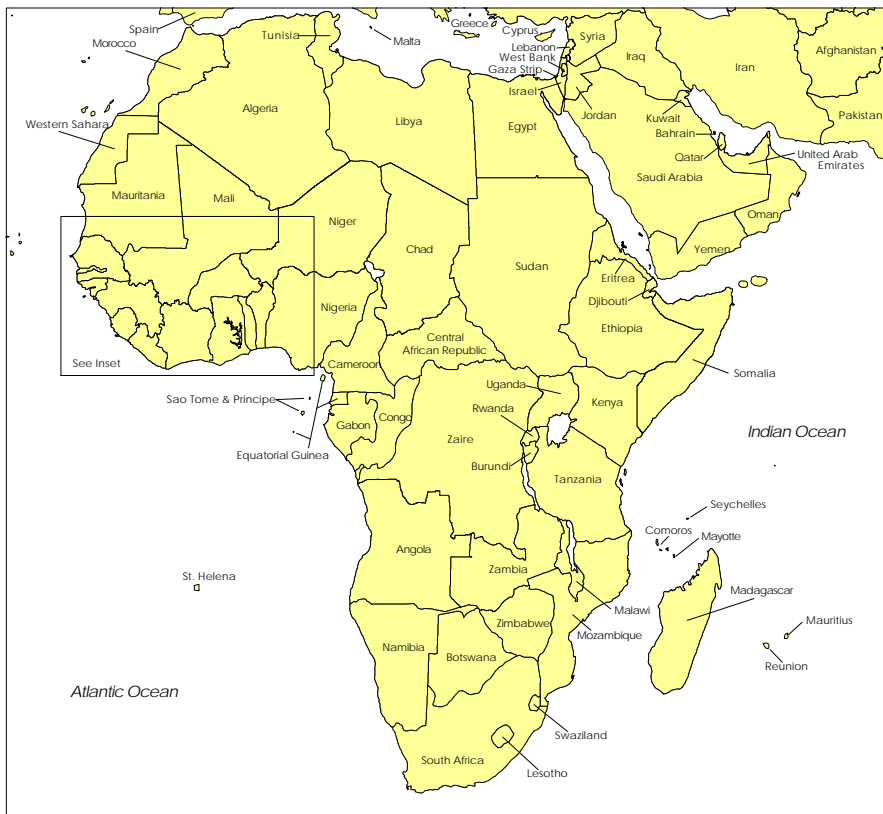 Spain
Greece
Cyprus
Morocco
Tunisia
Malta
Syria
Lebanon
West Bank
Gaza Strip
Israel
Iraq
Iran
Afghanistan
Algeria
Libya
Egypt
Jordan
Kuwait
Pakistan
Western Sahara
Bahrain
Qatar
United Arab
Emirates
Saudi Arabia
Mauritania
Mali
Niger
Chad
Sudan
Oman
Yemen
Eritrea
Djibouti
Ethiopia
Nigeria
Central
African Republic
Cameroon
See Inset
Somalia
Uganda
Kenya
Sao Tome & Principe
Rwanda
Gabon
Congo
Zaire
Indian Ocean
Equatorial Guinea
Burundi
Tanzania
Seychelles
Comoros
Mayotte
Angola
Zambia
St. Helena
Malawi
Madagascar
Mozambique
Zimbabwe
Mauritius
Namibia
Botswana
Reunion
Atlantic Ocean
Swaziland
South Africa
Lesotho